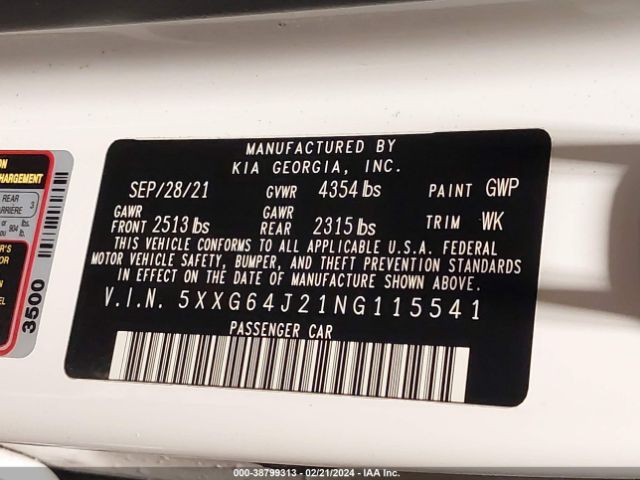 MANUFACTURED BY
KIA GEORGIA, INC.
SEP/28/21 GVWR 4354 lbs PAINT GWP
GAWR FRONT 2513 lbs GAWR REAR 2315 lbs TRIM WK
THIS VEHICLE CONFORMS TO ALL APPLICABLE U.S.A. FEDERAL
MOTOR VEHICLE SAFETY, BUMPER, AND THEFT PREVENTION STANDARDS
IN EFFECT ON THE DATE OF MANUFACTURE SHOWN ABOVE.
V.I.N. 5XXG64J21NG115541
PASSENGER CAR
REAR
3
3500
000-38799313 - 02/21/2024 - IAA Inc.